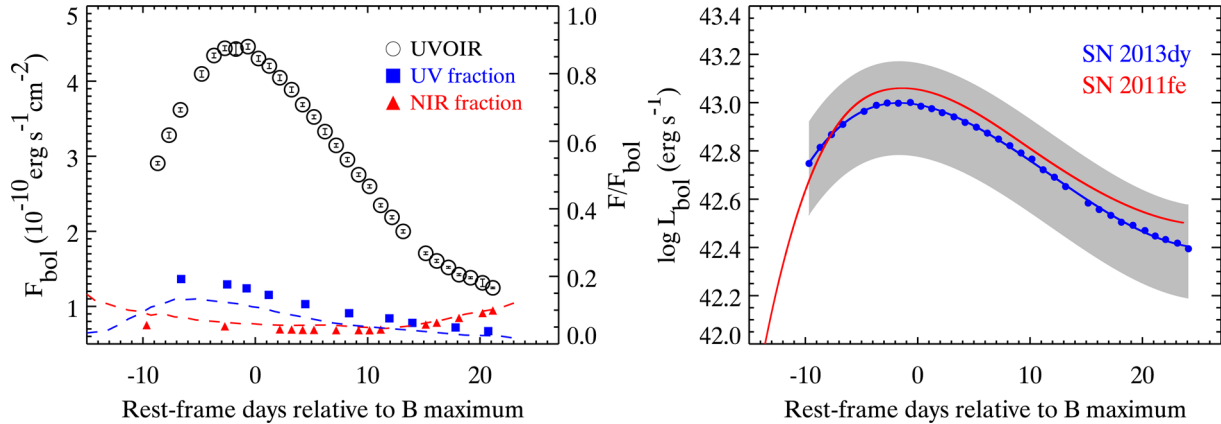 5
4
3
2
1
F_bol (10^-10 erg s^-1 cm^-2)
1.0
0.8
0.6
0.4
0.2
0.0
F/F_bol
UVOIR
UV fraction
NIR fraction
-10 0 10 20
Rest-frame days relative to B maximum
43.4
43.2
43.0
42.8
42.6
42.4
42.2
42.0
log L_bol (erg s^-1)
SN 2013dy
SN 2011fe
-10 0 10 20
Rest-frame days relative to B maximum